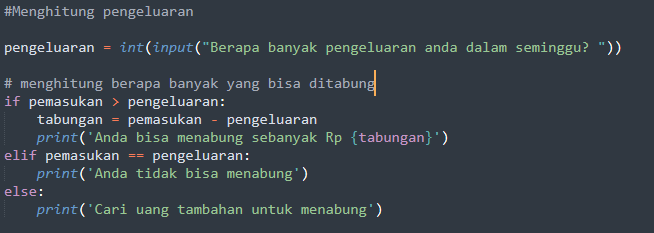 #Menghitung pengeluaran
pengeluaran = int(input("Berapa banyak pengeluaran anda dalam seminggu? "))
# menghitung berapa banyak yang bisa ditabung
if pemasukan > pengeluaran:
    tabungan = pemasukan - pengeluaran
    print('Anda bisa menabung sebanyak Rp {tabungan}')
elif pemasukan == pengeluaran:
    print('Anda tidak bisa menabung')
else:
    print('Cari uang tambahan untuk menabung')